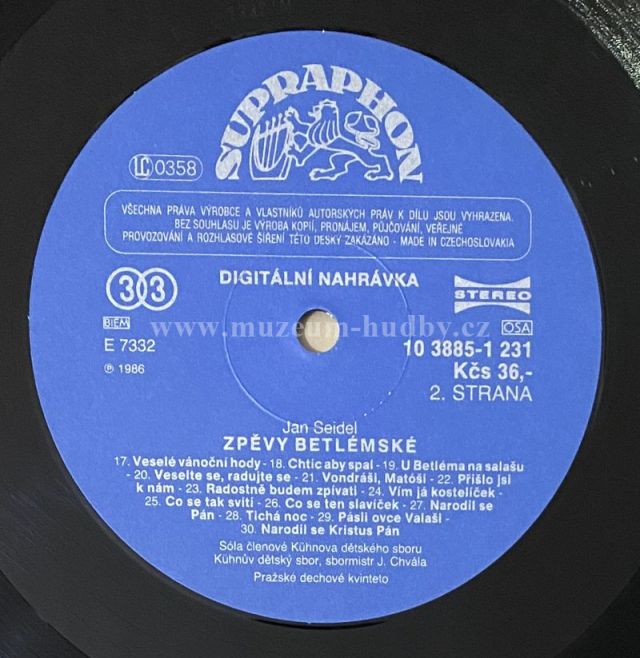 SUPRAPHON
LC 0358
VŠECHNA PRÁVA VÝROBCE A VLASTNÍKŮ AUTORSKÝCH PRÁV K DÍLU JSOU VYHRAZENA.
BEZ SOUHLASU JE VÝROBA KOPIÍ, PRONÁJEM, PŮJČOVÁNÍ, VEŘEJNÉ
PROVOZOVÁNÍ A ROZHLASOVÉ ŠÍŘENÍ TÉTO DESKY ZAKÁZÁNO - MADE IN CZECHOSLOVAKIA
DIGITÁLNÍ NAHRÁVKA
33
STEREO
BIEM
www.muzeum-hudby.cz
OSA
E 7332
10 3885-1 231
℗ 1986
Kčs 36,-
2. STRANA
Jan Seidel
ZPĚVY BETLÉMSKÉ
17. Veselé vánoční hody - 18. Chtíc aby spal - 19. U Betléma na salašu
- 20. Veselte se, radujte se - 21. Vondráši, Matóši - 22. Přišlo jsi
k nám - 23. Radostně budem zpívati - 24. Vím já kostelíček -
25. Co se tak svítí - 26. Co se ten slavíček - 27. Narodil se
Pán - 28. Tichá noc - 29. Pásli ovce Valaši -
30. Narodil se Kristus Pán
Sóla členové Kühnova dětského sboru
Kühnův dětský sbor, sbormistr J. Chvála
Pražské dechové kvinteto